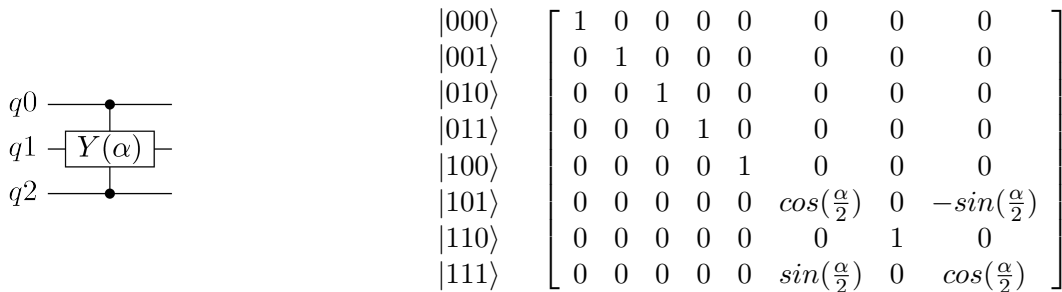 q0
q1 Y(α)
q2
|000⟩ 1 0 0 0 0 0 0 0
|001⟩ 0 1 0 0 0 0 0 0
|010⟩ 0 0 1 0 0 0 0 0
|011⟩ 0 0 0 1 0 0 0 0
|100⟩ 0 0 0 0 1 0 0 0
|101⟩ 0 0 0 0 0 cos(α/2) 0 −sin(α/2)
|110⟩ 0 0 0 0 0 0 1 0
|111⟩ 0 0 0 0 0 sin(α/2) 0 cos(α/2)